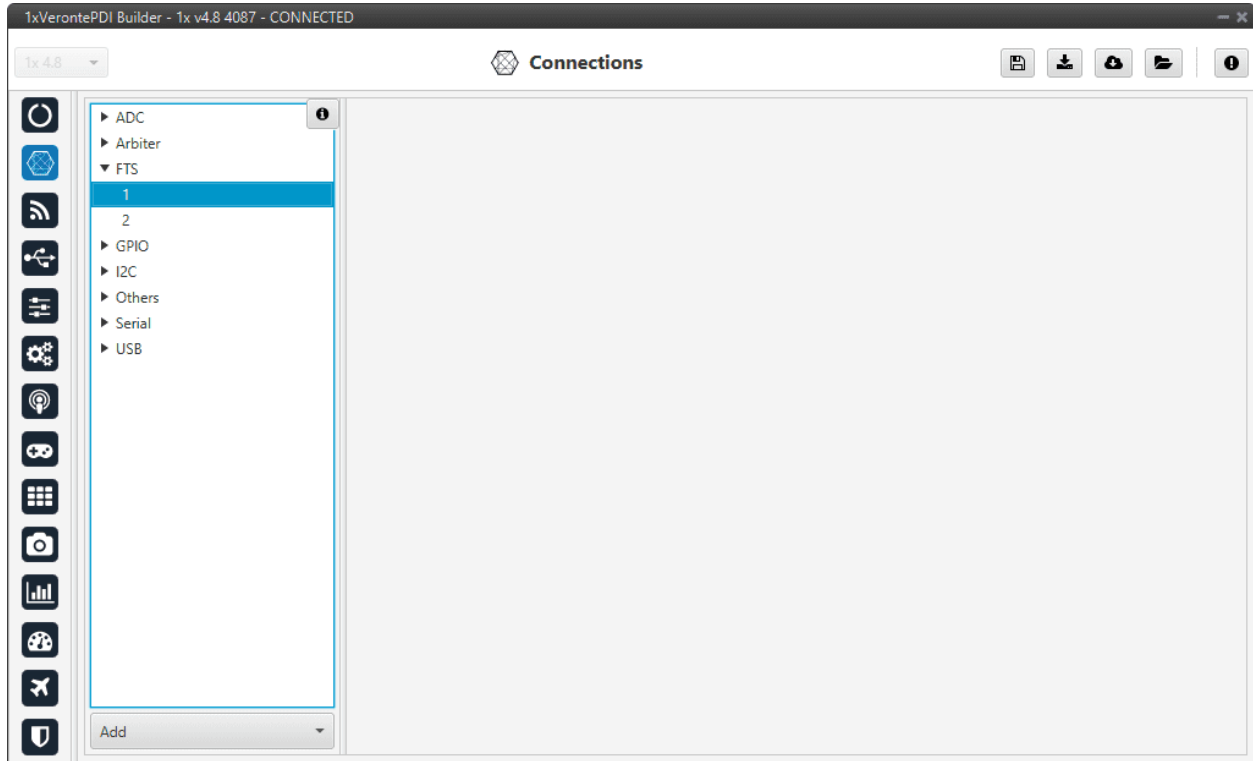 1xVerontePDI Builder - 1x v4.8 4087 - CONNECTED
1x 4.8
Connections
ADC
Arbiter
FTS
1
2
GPIO
I2C
Others
Serial
USB
Add